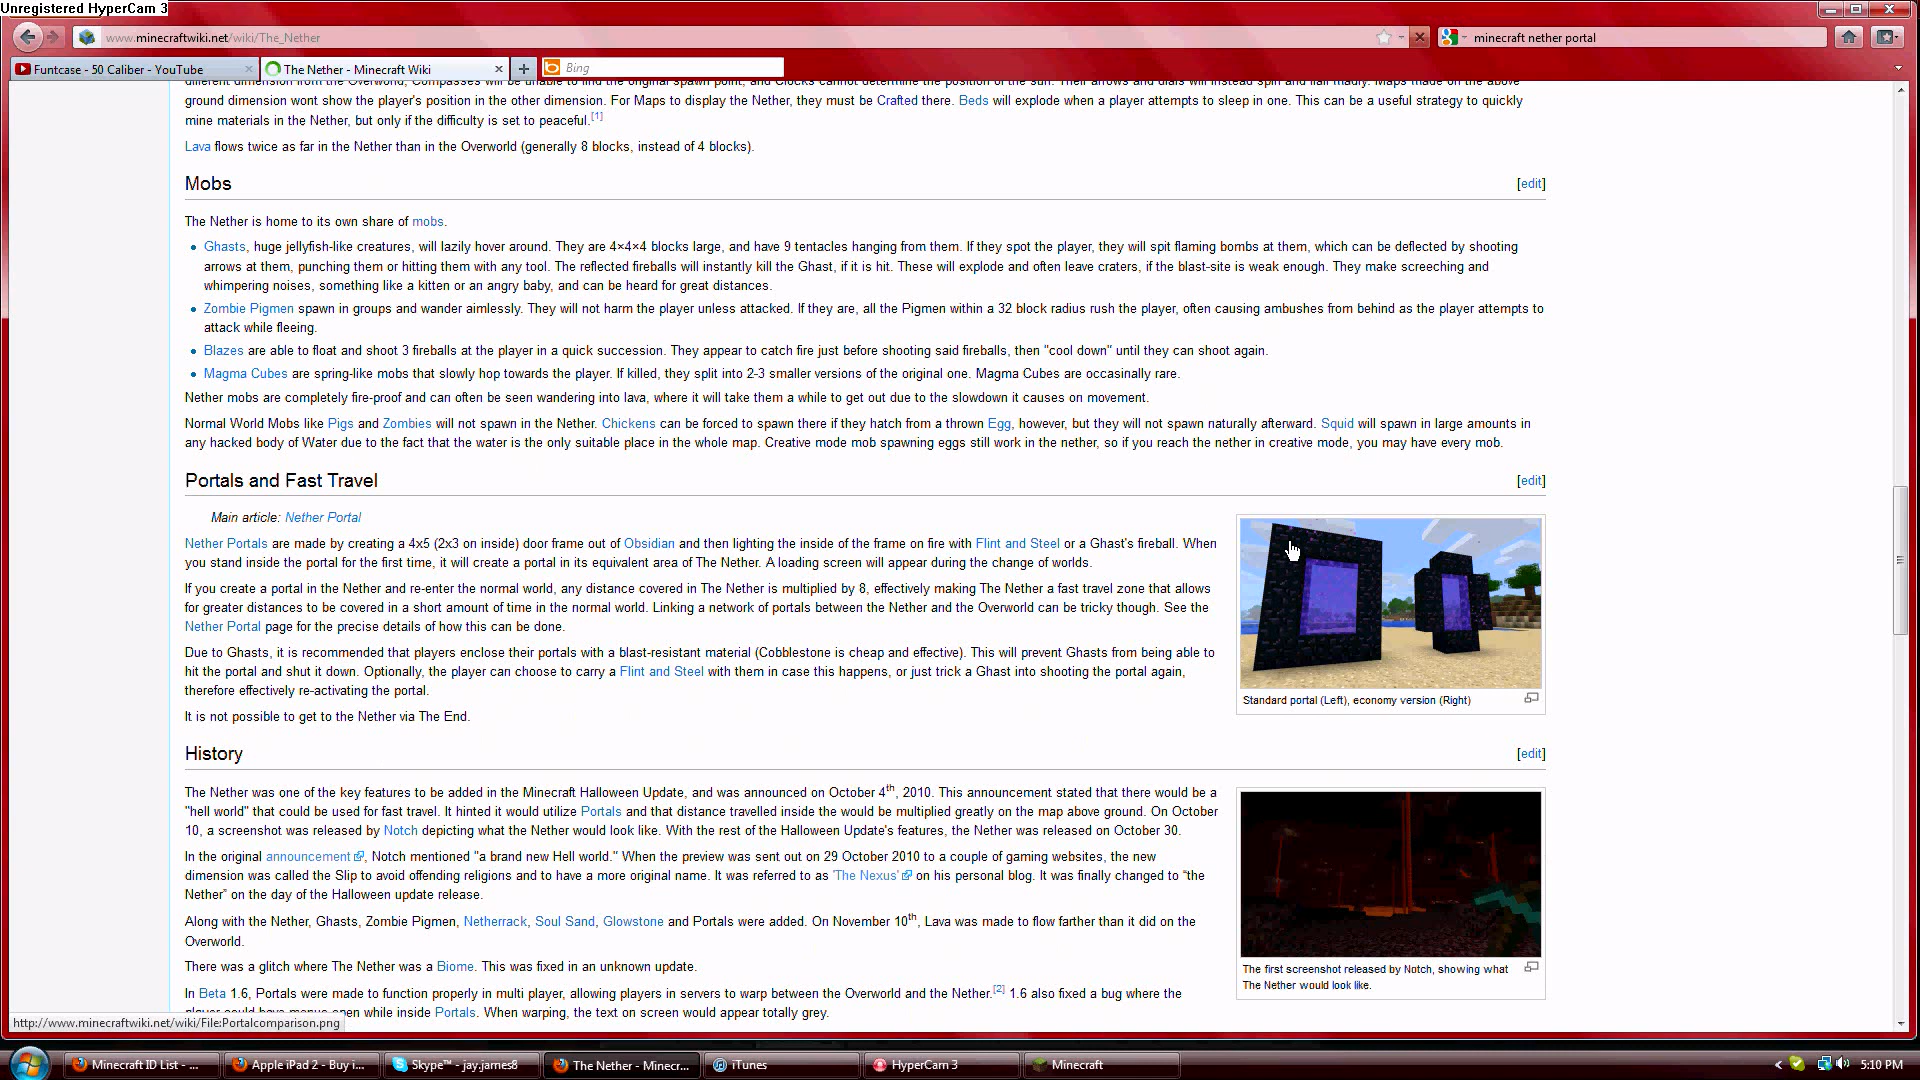 Unregistered HyperCam 3
www.minecraftwiki.net/wiki/The_Nether
minecraft nether portal
Funtcase - 50 Caliber - YouTube
The Nether - Minecraft Wiki
Bing
different dimension from the Overworld, Compasses will be unable to find the original spawn point, and Clocks cannot determine the position of the sun. Their arrows and dials will instead spin and flail madly. Maps made on the above
ground dimension wont show the player's position in the other dimension. For Maps to display the Nether, they must be Crafted there. Beds will explode when a player attempts to sleep in one. This can be a useful strategy to quickly
mine materials in the Nether, but only if the difficulty is set to peaceful.[1]
Lava flows twice as far in the Nether than in the Overworld (generally 8 blocks, instead of 4 blocks).
Mobs
[edit]
The Nether is home to its own share of mobs.
Ghasts, huge jellyfish-like creatures, will lazily hover around. They are 4×4×4 blocks large, and have 9 tentacles hanging from them. If they spot the player, they will spit flaming bombs at them, which can be deflected by shooting
arrows at them, punching them or hitting them with any tool. The reflected fireballs will instantly kill the Ghast, if it is hit. These will explode and often leave craters, if the blast-site is weak enough. They make screeching and
whimpering noises, something like a kitten or an angry baby, and can be heard for great distances.
Zombie Pigmen spawn in groups and wander aimlessly. They will not harm the player unless attacked. If they are, all the Pigmen within a 32 block radius rush the player, often causing ambushes from behind as the player attempts to
attack while fleeing.
Blazes are able to float and shoot 3 fireballs at the player in a quick succession. They appear to catch fire just before shooting said fireballs, then "cool down" until they can shoot again.
Magma Cubes are spring-like mobs that slowly hop towards the player. If killed, they split into 2-3 smaller versions of the original one. Magma Cubes are occasinally rare.
Nether mobs are completely fire-proof and can often be seen wandering into lava, where it will take them a while to get out due to the slowdown it causes on movement.
Normal World Mobs like Pigs and Zombies will not spawn in the Nether. Chickens can be forced to spawn there if they hatch from a thrown Egg, however, but they will not spawn naturally afterward. Squid will spawn in large amounts in
any hacked body of Water due to the fact that the water is the only suitable place in the whole map. Creative mode mob spawning eggs still work in the nether, so if you reach the nether in creative mode, you may have every mob.
Portals and Fast Travel
[edit]
Main article: Nether Portal
Nether Portals are made by creating a 4x5 (2x3 on inside) door frame out of Obsidian and then lighting the inside of the frame on fire with Flint and Steel or a Ghast's fireball. When
you stand inside the portal for the first time, it will create a portal in its equivalent area of The Nether. A loading screen will appear during the change of worlds.
If you create a portal in the Nether and re-enter the normal world, any distance covered in The Nether is multiplied by 8, effectively making The Nether a fast travel zone that allows
for greater distances to be covered in a short amount of time in the normal world. Linking a network of portals between the Nether and the Overworld can be tricky though. See the
Nether Portal page for the precise details of how this can be done.
Due to Ghasts, it is recommended that players enclose their portals with a blast-resistant material (Cobblestone is cheap and effective). This will prevent Ghasts from being able to
hit the portal and shut it down. Optionally, the player can choose to carry a Flint and Steel with them in case this happens, or just trick a Ghast into shooting the portal again,
therefore effectively re-activating the portal.
It is not possible to get to the Nether via The End.
Standard portal (Left), economy version (Right)
History
[edit]
The Nether was one of the key features to be added in the Minecraft Halloween Update, and was announced on October 4th, 2010. This announcement stated that there would be a
"hell world" that could be used for fast travel. It hinted it would utilize Portals and that distance travelled inside the would be multiplied greatly on the map above ground. On October
10, a screenshot was released by Notch depicting what the Nether would look like. With the rest of the Halloween Update's features, the Nether was released on October 30.
In the original announcement, Notch mentioned "a brand new Hell world." When the preview was sent out on 29 October 2010 to a couple of gaming websites, the new
dimension was called the Slip to avoid offending religions and to have a more original name. It was referred to as 'The Nexus' on his personal blog. It was finally changed to "the
Nether" on the day of the Halloween update release.
Along with the Nether, Ghasts, Zombie Pigmen, Netherrack, Soul Sand, Glowstone and Portals were added. On November 10th, Lava was made to flow farther than it did on the
Overworld.
There was a glitch where The Nether was a Biome. This was fixed in an unknown update.
In Beta 1.6, Portals were made to function properly in multi player, allowing players in servers to warp between the Overworld and the Nether.[2] 1.6 also fixed a bug where the
player could have menus open while inside Portals. When warping, the text on screen would appear totally grey.
The first screenshot released by Notch, showing what
The Nether would look like.
http://www.minecraftwiki.net/wiki/File:Portalcomparison.png
Minecraft ID List - ...
Apple iPad 2 - Buy i...
Skype™ - jay.james8
The Nether - Minecr...
iTunes
HyperCam 3
Minecraft
5:10 PM